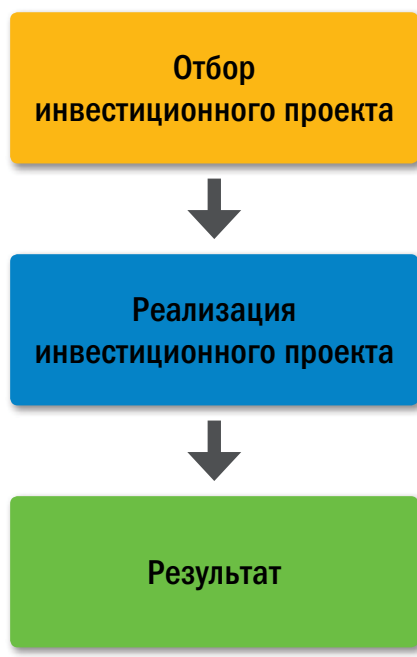 Отбор
инвестиционного проекта
Реализация
инвестиционного проекта
Результат